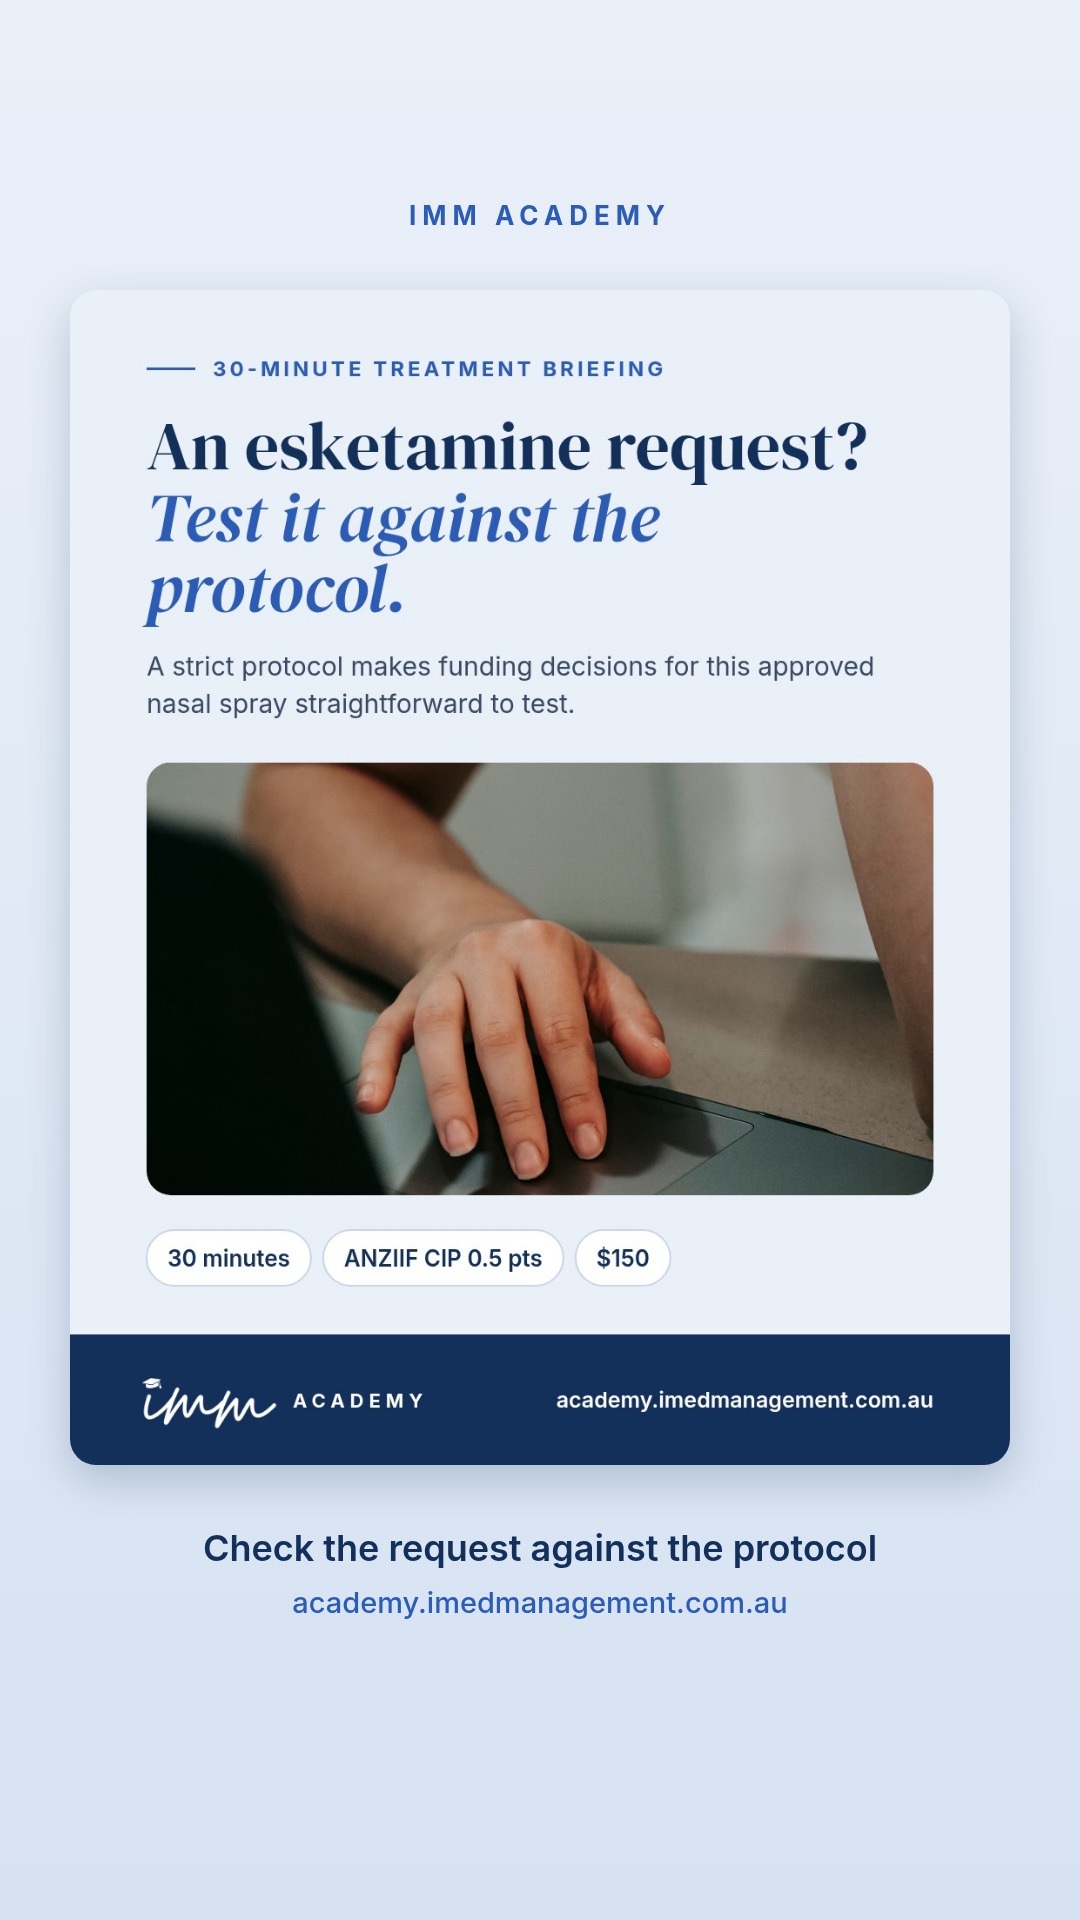 IMM ACADEMY
30-MINUTE TREATMENT BRIEFING
An esketamine request?
Test it against the
protocol.
A strict protocol makes funding decisions for this approved
nasal spray straightforward to test.
30 minutes
ANZIIF CIP 0.5 pts
$150
imm ACADEMY
academy.imedmanagement.com.au
Check the request against the protocol
academy.imedmanagement.com.au